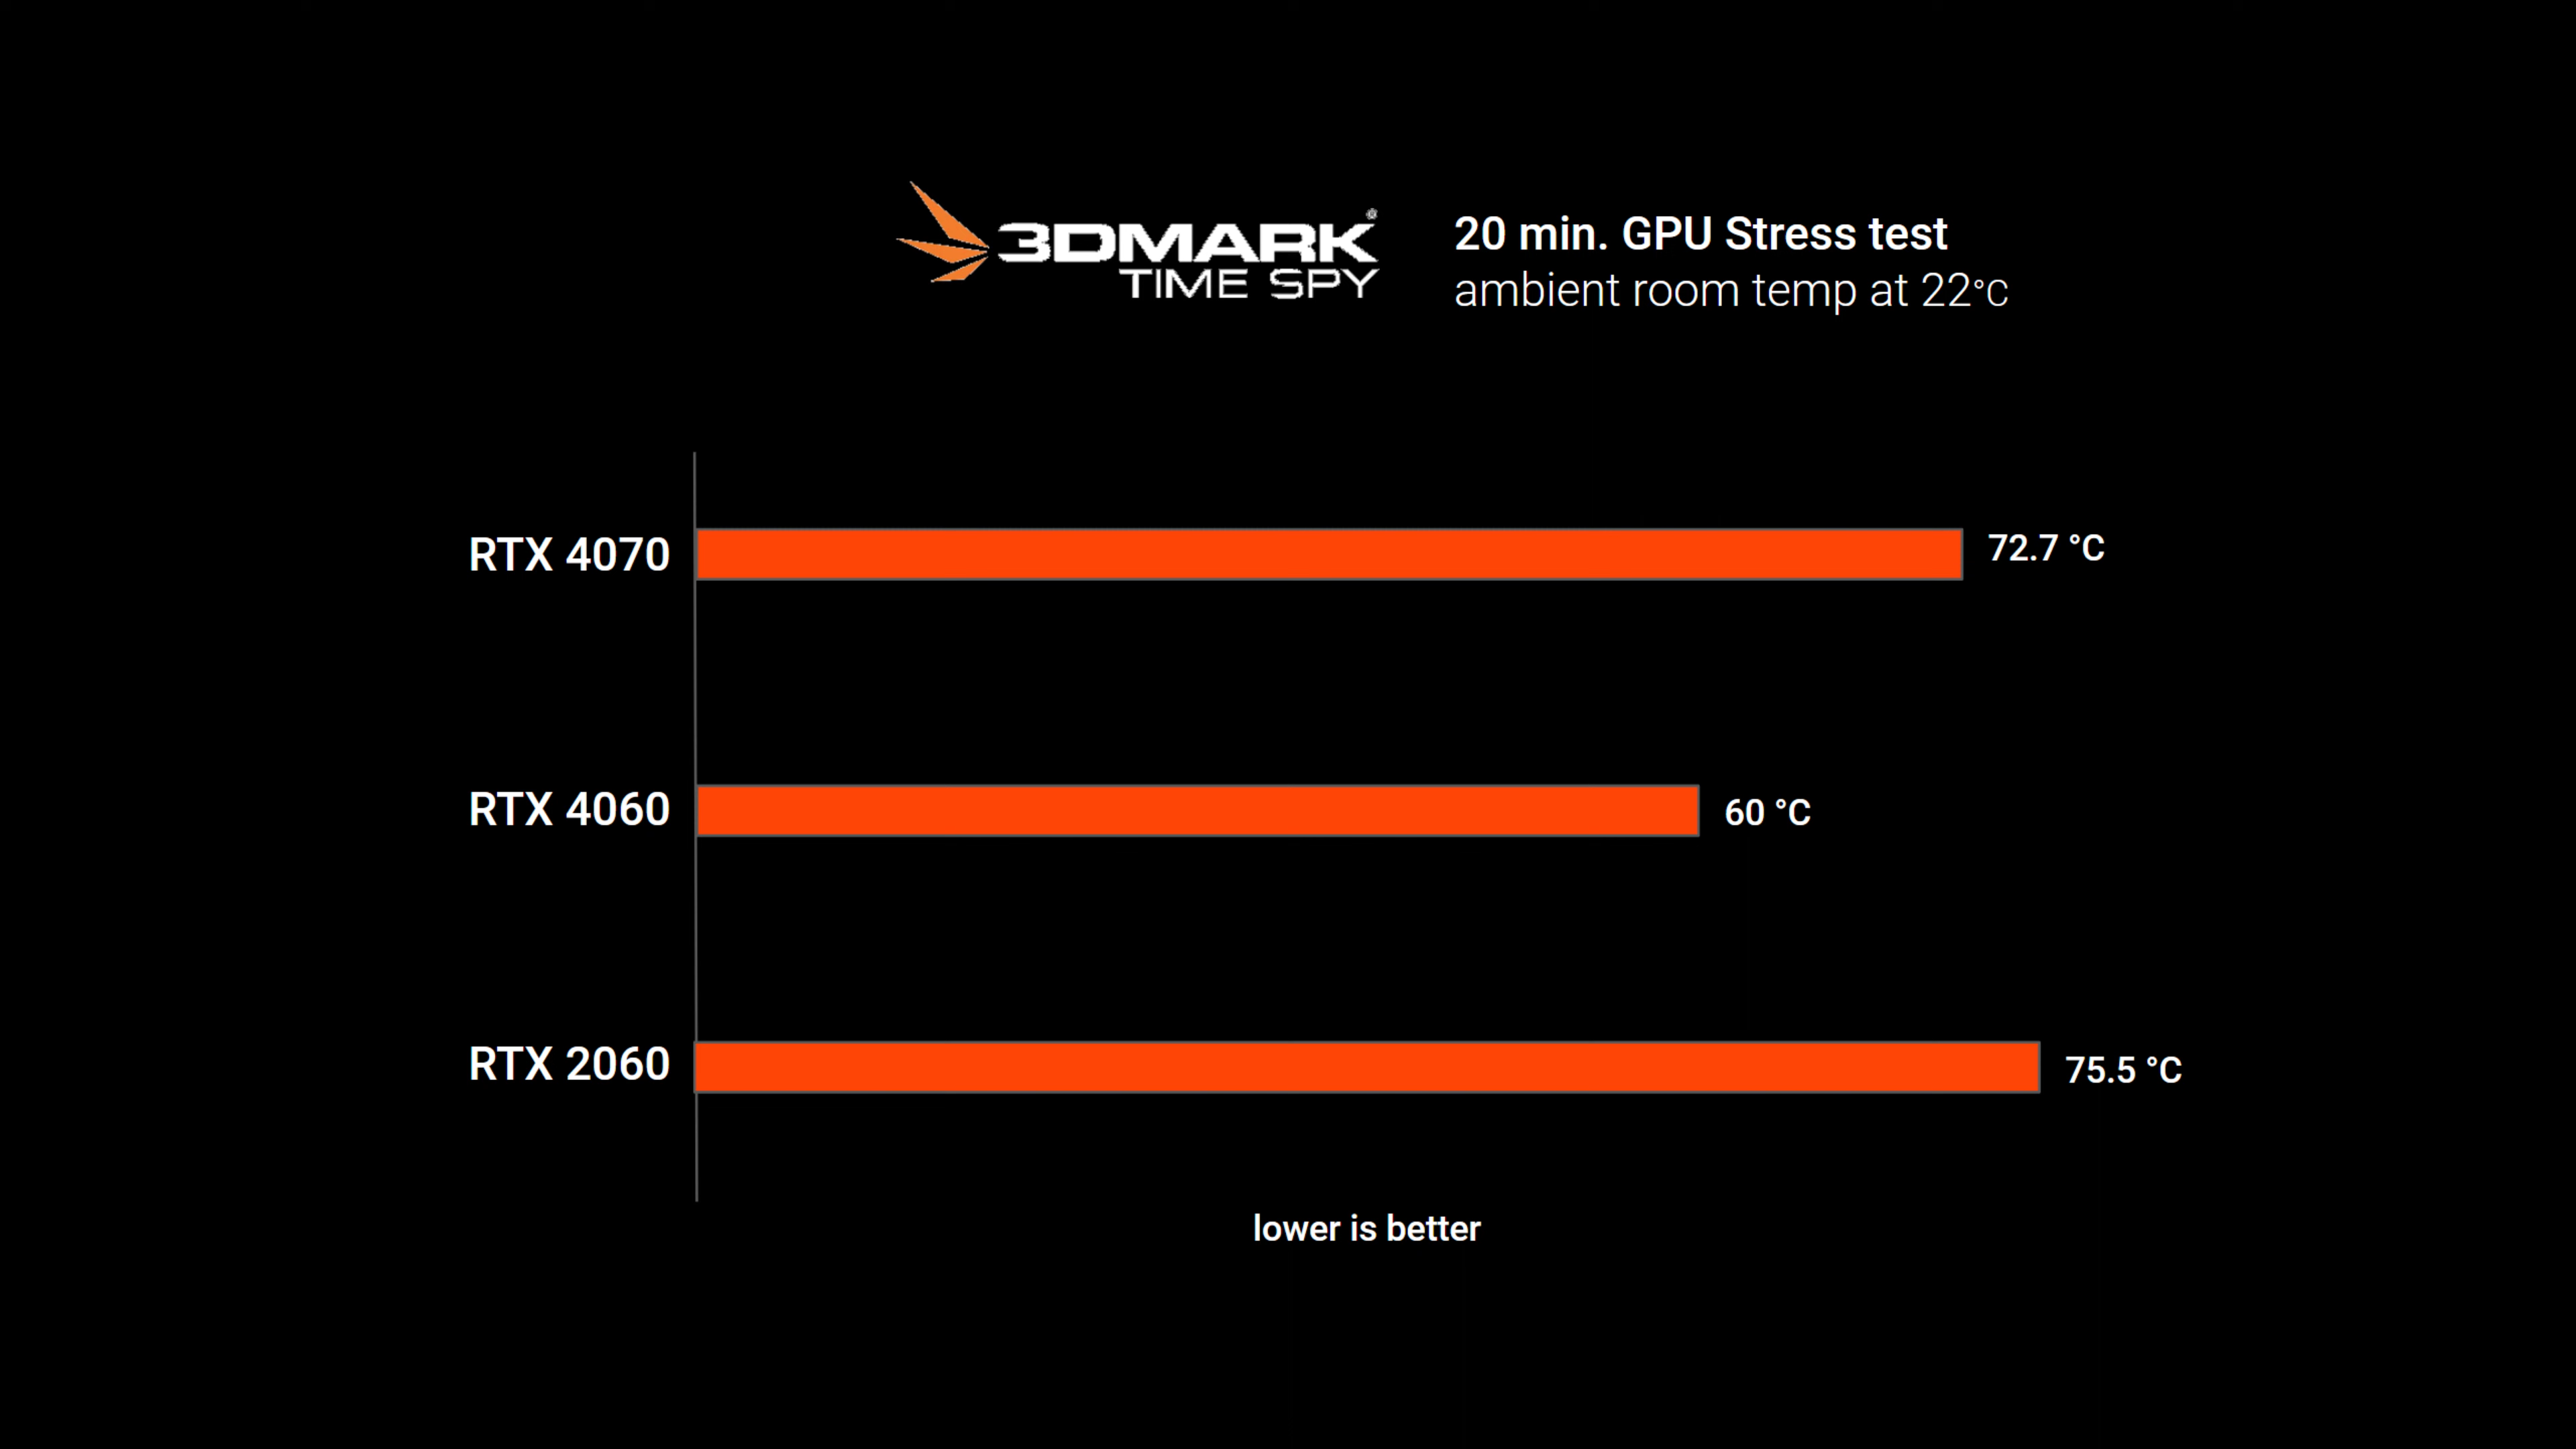 3DMARK®
TIME SPY
20 min. GPU Stress test
ambient room temp at 22°C
RTX 4070
72.7 °C
RTX 4060
60 °C
RTX 2060
75.5 °C
lower is better